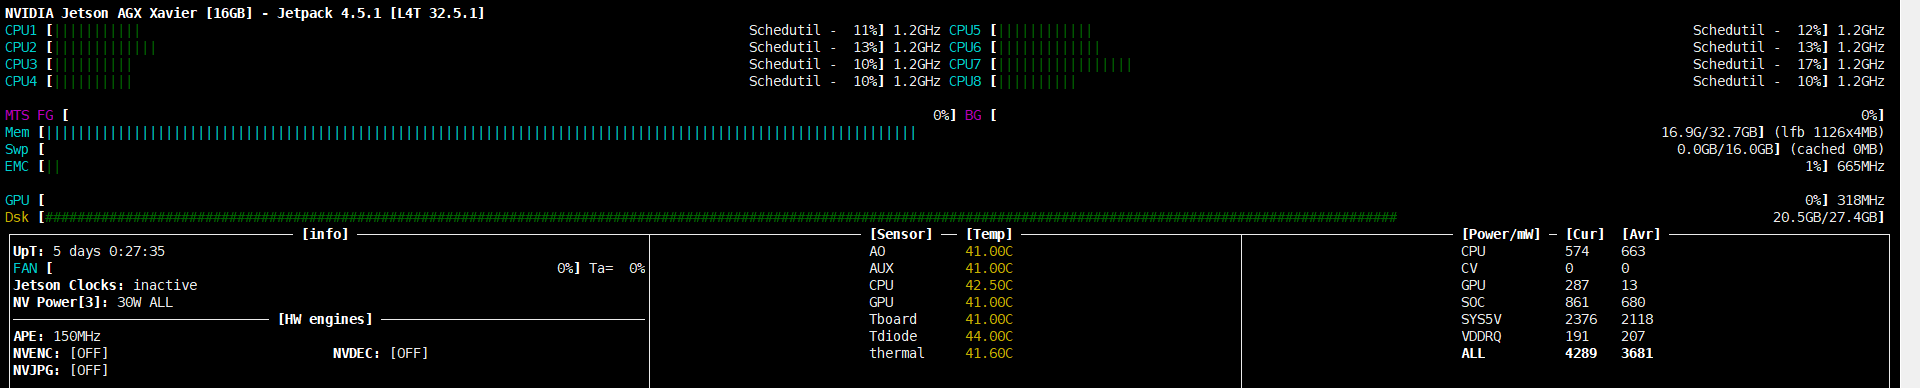 NVIDIA Jetson AGX Xavier [16GB] - Jetpack 4.5.1 [L4T 32.5.1]
CPU1 [||||||||||| Schedutil - 11%] 1.2GHz CPU5 [|||||||||||| Schedutil - 12%] 1.2GHz
CPU2 [||||||||||||| Schedutil - 13%] 1.2GHz CPU6 [||||||||||||| Schedutil - 13%] 1.2GHz
CPU3 [|||||||||| Schedutil - 10%] 1.2GHz CPU7 [||||||||||||||||| Schedutil - 17%] 1.2GHz
CPU4 [|||||||||| Schedutil - 10%] 1.2GHz CPU8 [|||||||||| Schedutil - 10%] 1.2GHz
MTS FG [ 0%] BG [ 0%]
Mem [ 16.9G/32.7GB] (lfb 1126x4MB)
Swp [ 0.0GB/16.0GB] (cached 0MB)
EMC [|| 1%] 665MHz
GPU [ 0%] 318MHz
Dsk [ 20.5GB/27.4GB]
[info] [Sensor] [Temp] [Power/mW] [Cur] [Avr]
UpT: 5 days 0:27:35 AO 41.00C CPU 574 663
FAN [ 0%] Ta= 0% AUX 41.00C CV 0 0
Jetson Clocks: inactive CPU 42.50C GPU 287 13
NV Power[3]: 30W ALL GPU 41.00C SOC 861 680
[HW engines] Tboard 41.00C SYS5V 2376 2118
APE: 150MHz Tdiode 44.00C VDDRQ 191 207
NVENC: [OFF] NVDEC: [OFF] thermal 41.60C ALL 4289 3681
NVJPG: [OFF]